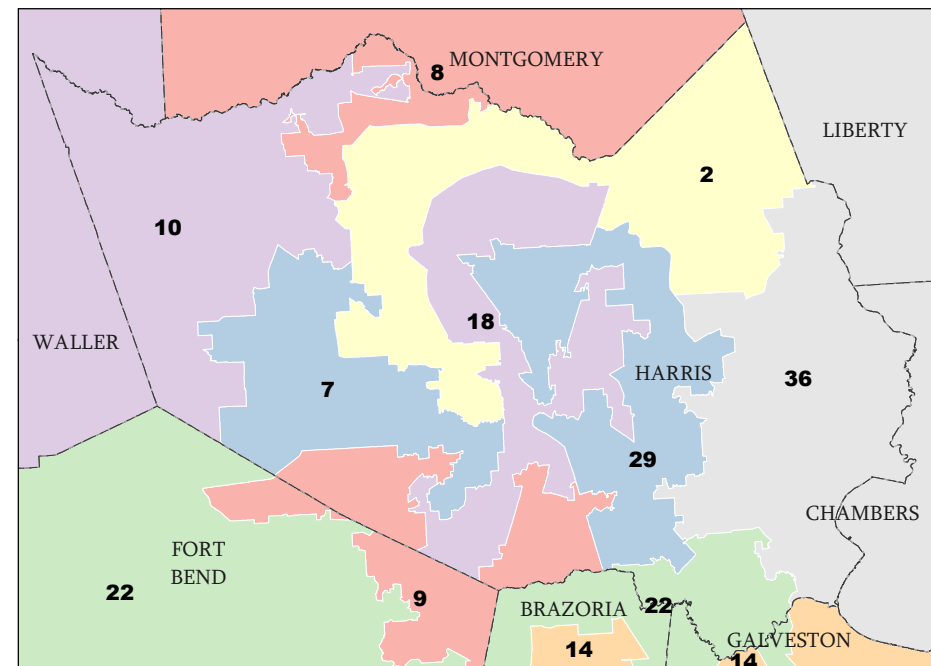 MONTGOMERY
8
LIBERTY
2
10
18
WALLER
HARRIS
36
7
29
CHAMBERS
FORT
BEND
22
9
BRAZORIA
22
GALVESTON
14
14